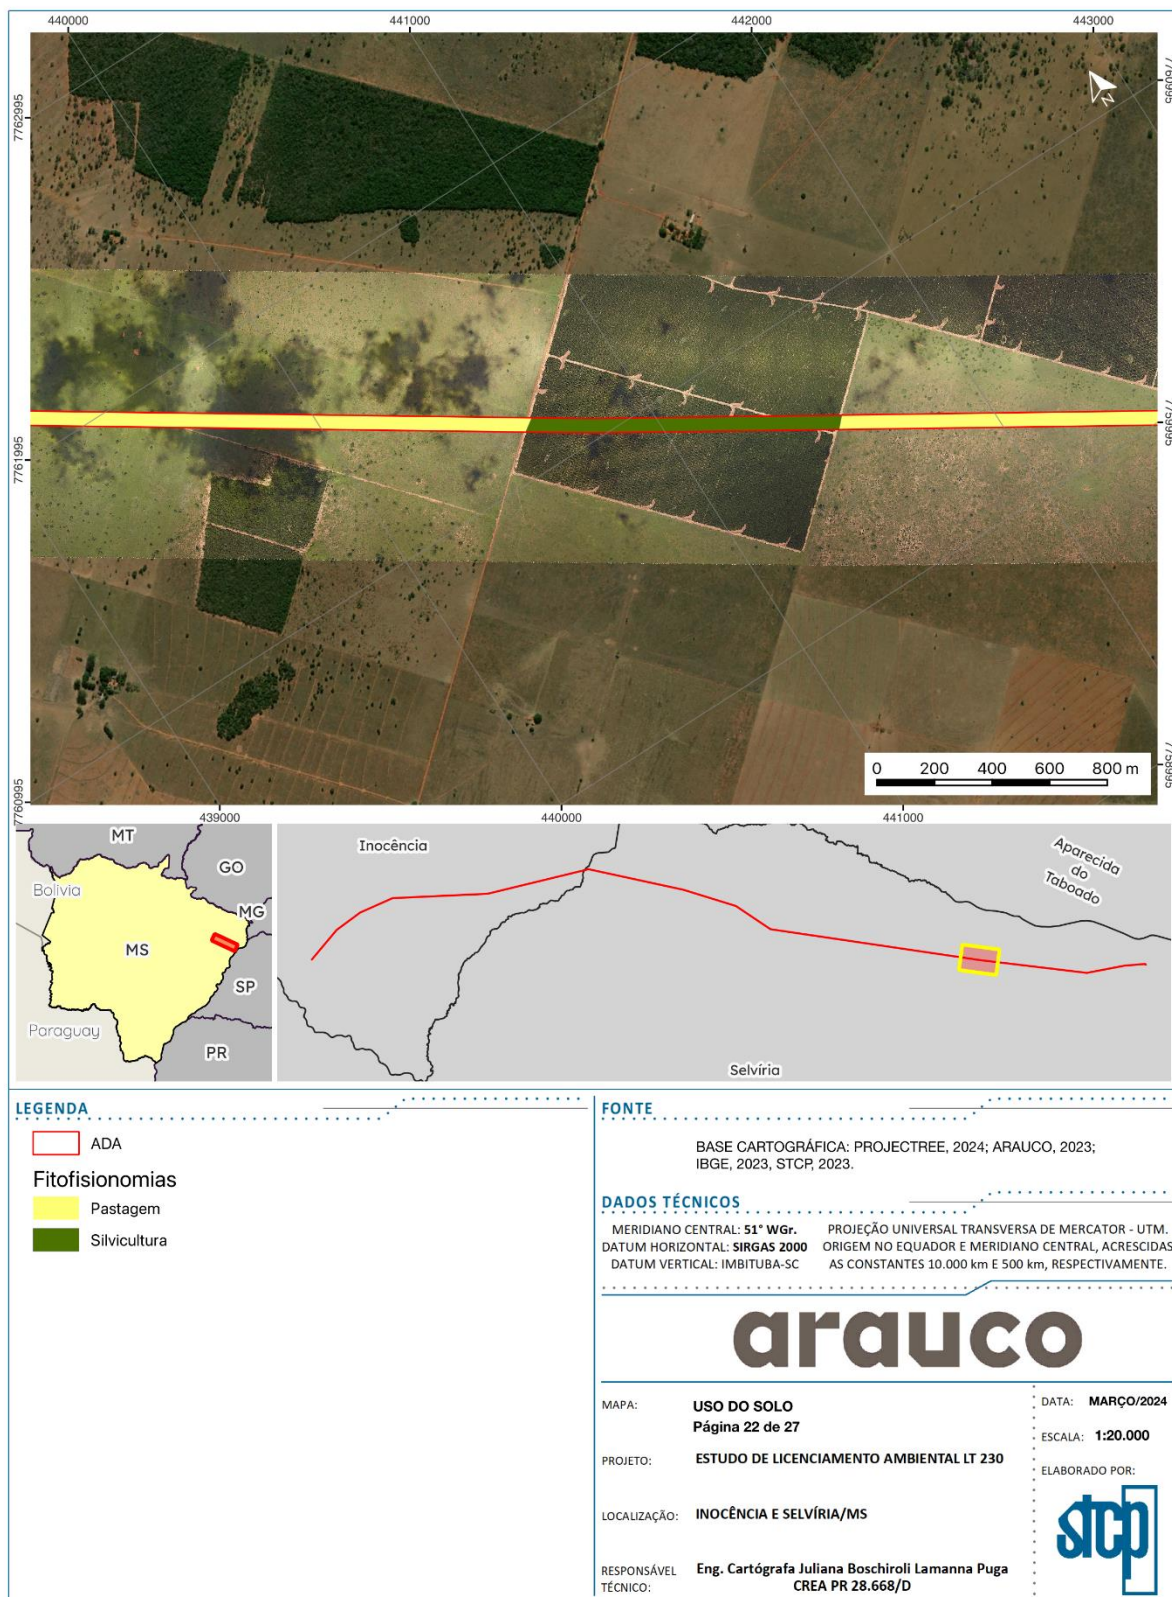 440000
441000
442000
443000
7762995
7761995
7760995
439000
440000
441000
N
0 200 400 600 800 m
MT
GO
Bolivia
MG
MS
SP
Paraguay
PR
Inocência
Aparecida
do
Taboado
Selvíria
LEGENDA
ADA
Fitofisionomias
Pastagem
Silvicultura
FONTE
BASE CARTOGRÁFICA: PROJECTREE, 2024; ARAUCO, 2023;
IBGE, 2023, STCP, 2023.
DADOS TÉCNICOS
MERIDIANO CENTRAL: 51° WGr.
DATUM HORIZONTAL: SIRGAS 2000
DATUM VERTICAL: IMBITUBA-SC
PROJEÇÃO UNIVERSAL TRANSVERSA DE MERCATOR - UTM.
ORIGEM NO EQUADOR E MERIDIANO CENTRAL, ACRESCIDAS
AS CONSTANTES 10.000 km E 500 km, RESPECTIVAMENTE.
arauco
MAPA: USO DO SOLO
Página 22 de 27
PROJETO: ESTUDO DE LICENCIAMENTO AMBIENTAL LT 230
LOCALIZAÇÃO: INOCÊNCIA E SELVÍRIA/MS
RESPONSÁVEL
TÉCNICO:
Eng. Cartógrafa Juliana Boschiroli Lamanna Puga
CREA PR 28.668/D
DATA: MARÇO/2024
ESCALA: 1:20.000
ELABORADO POR:
stcp